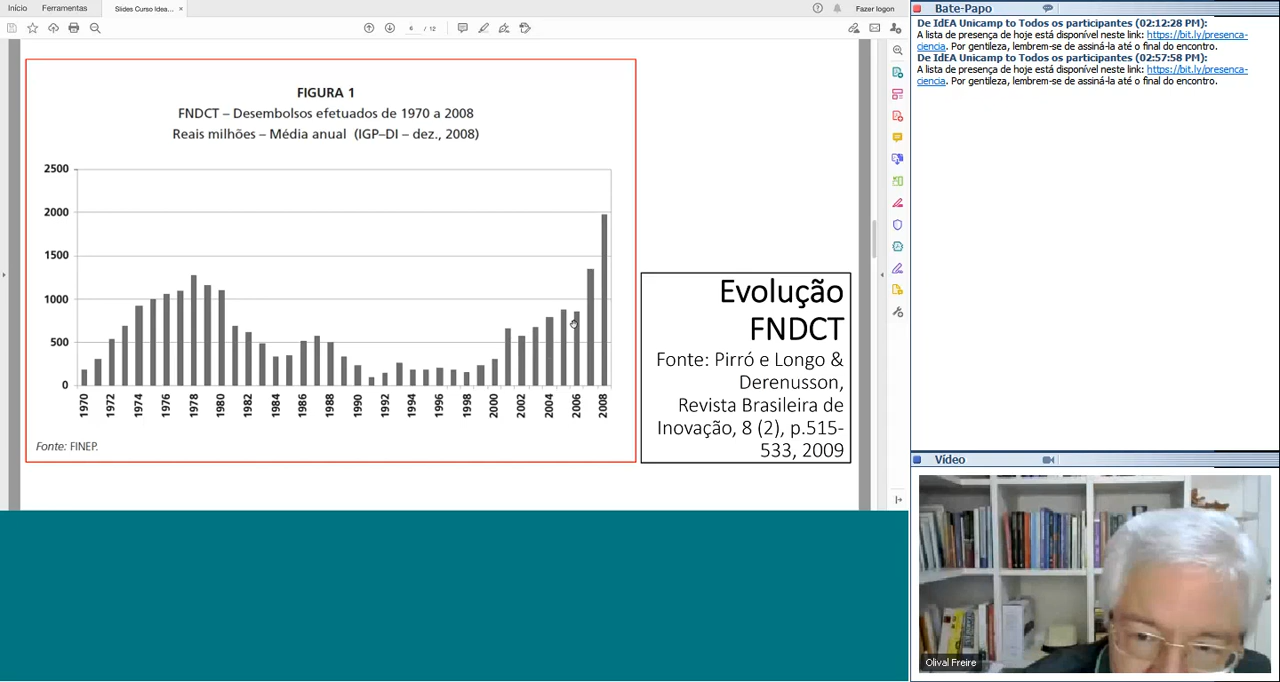 Início
Ferramentas
Slides Curso Idea...
×
Fazer logon
6 / 12
FIGURA 1
FNDCT – Desembolsos efetuados de 1970 a 2008
Reais milhões – Média anual (IGP–DI – dez., 2008)
2500
2000
1500
1000
500
0
1970
1972
1974
1976
1978
1980
1982
1984
1986
1988
1990
1992
1994
1996
1998
2000
2002
2004
2006
2008
Fonte: FINEP.
Evolução
FNDCT
Fonte: Pirró e Longo &
Derenusson,
Revista Brasileira de
Inovação, 8 (2), p.515-
533, 2009
Bate-Papo
De IdEA Unicamp to Todos os participantes (02:12:28 PM):
A lista de presença de hoje está disponível neste link: https://bit.ly/presenca-
ciencia. Por gentileza, lembrem-se de assiná-la até o final do encontro.
De IdEA Unicamp to Todos os participantes (02:57:58 PM):
A lista de presença de hoje está disponível neste link: https://bit.ly/presenca-
ciencia. Por gentileza, lembrem-se de assiná-la até o final do encontro.
Vídeo
Olival Freire